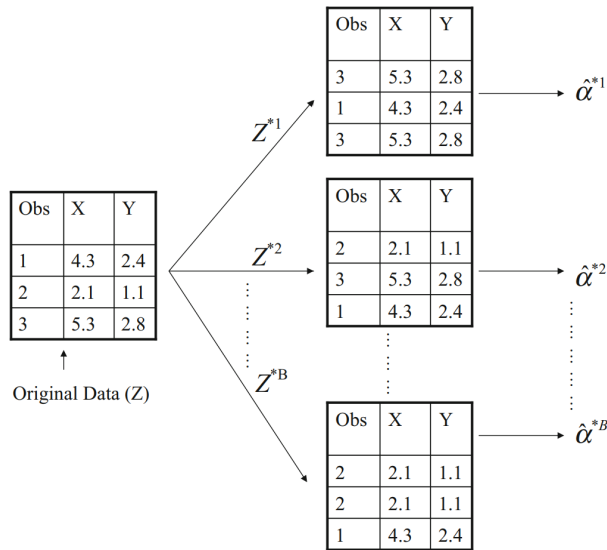 Obs X Y
3 5.3 2.8
1 4.3 2.4
3 5.3 2.8
Z*1
α̂*1
Obs X Y
1 4.3 2.4
2 2.1 1.1
3 5.3 2.8
Original Data (Z)
Z*2
Obs X Y
2 2.1 1.1
3 5.3 2.8
1 4.3 2.4
α̂*2
Z*B
Obs X Y
2 2.1 1.1
2 2.1 1.1
1 4.3 2.4
α̂*B